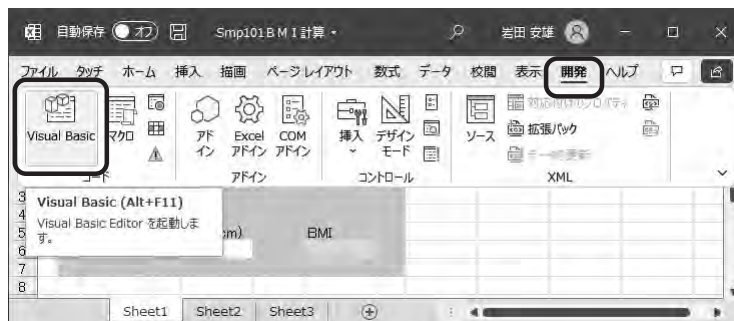 自動保存 オフ Smp101BMI計算 岩田 安雄
ファイル タッチ ホーム 挿入 描画 ページ レイアウト 数式 データ 校閲 表示 開発 ヘルプ
Visual Basic マクロ アドイン Excel アドイン COM アドイン 挿入 デザイン モード ソース 拡張パック
コード アドイン コントロール XML
Visual Basic (Alt+F11)
Visual Basic Editor を起動しま
す。
3
4
5 cm) BMI
6
7
8
Sheet1 Sheet2 Sheet3